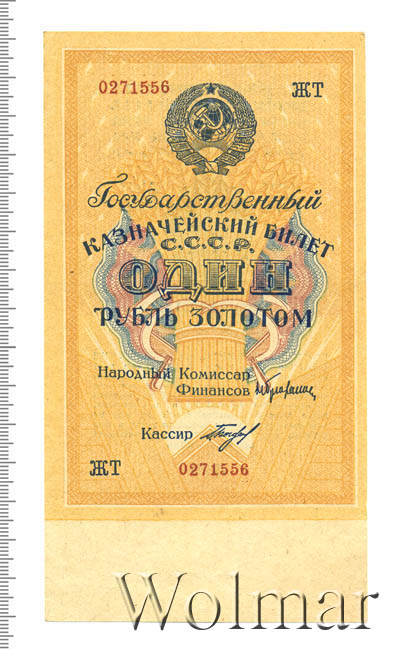 0271556 ЖТ
Государственный
КАЗНАЧЕЙСКИЙ БИЛЕТ
С.С.С.Р.
ОДИН
РУБЛЬ ЗОЛОТОМ
Народный Комиссар
Финансов
Кассир
ЖТ 0271556
Wolmar